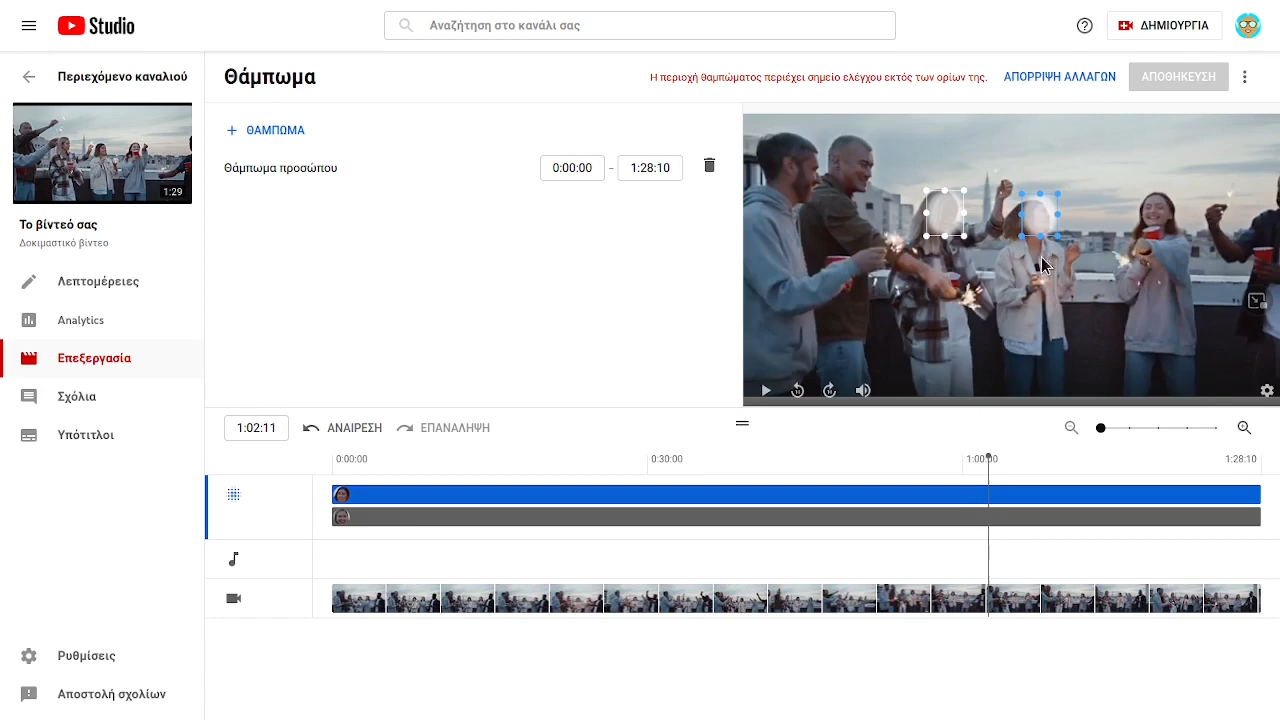 Studio
Αναζήτηση στο κανάλι σας
ΔΗΜΙΟΥΡΓΙΑ
Περιεχόμενο καναλιού
1:29
Το βίντεό σας
Δοκιμαστικό βίντεο
Λεπτομέρειες
Analytics
Επεξεργασία
Σχόλια
Υπότιτλοι
Ρυθμίσεις
Αποστολή σχολίων
Θάμπωμα
Η περιοχή θαμπώματος περιέχει σημείο ελέγχου εκτός των ορίων της.
ΑΠΟΡΡΙΨΗ ΑΛΛΑΓΩΝ
ΑΠΟΘΗΚΕΥΣΗ
+ ΘΑΜΠΩΜΑ
Θάμπωμα προσώπου
0:00:00 - 1:28:10
1:02:11
ΑΝΑΙΡΕΣΗ
ΕΠΑΝΑΛΗΨΗ
0:00:00
0:30:00
1:00:00
1:28:10